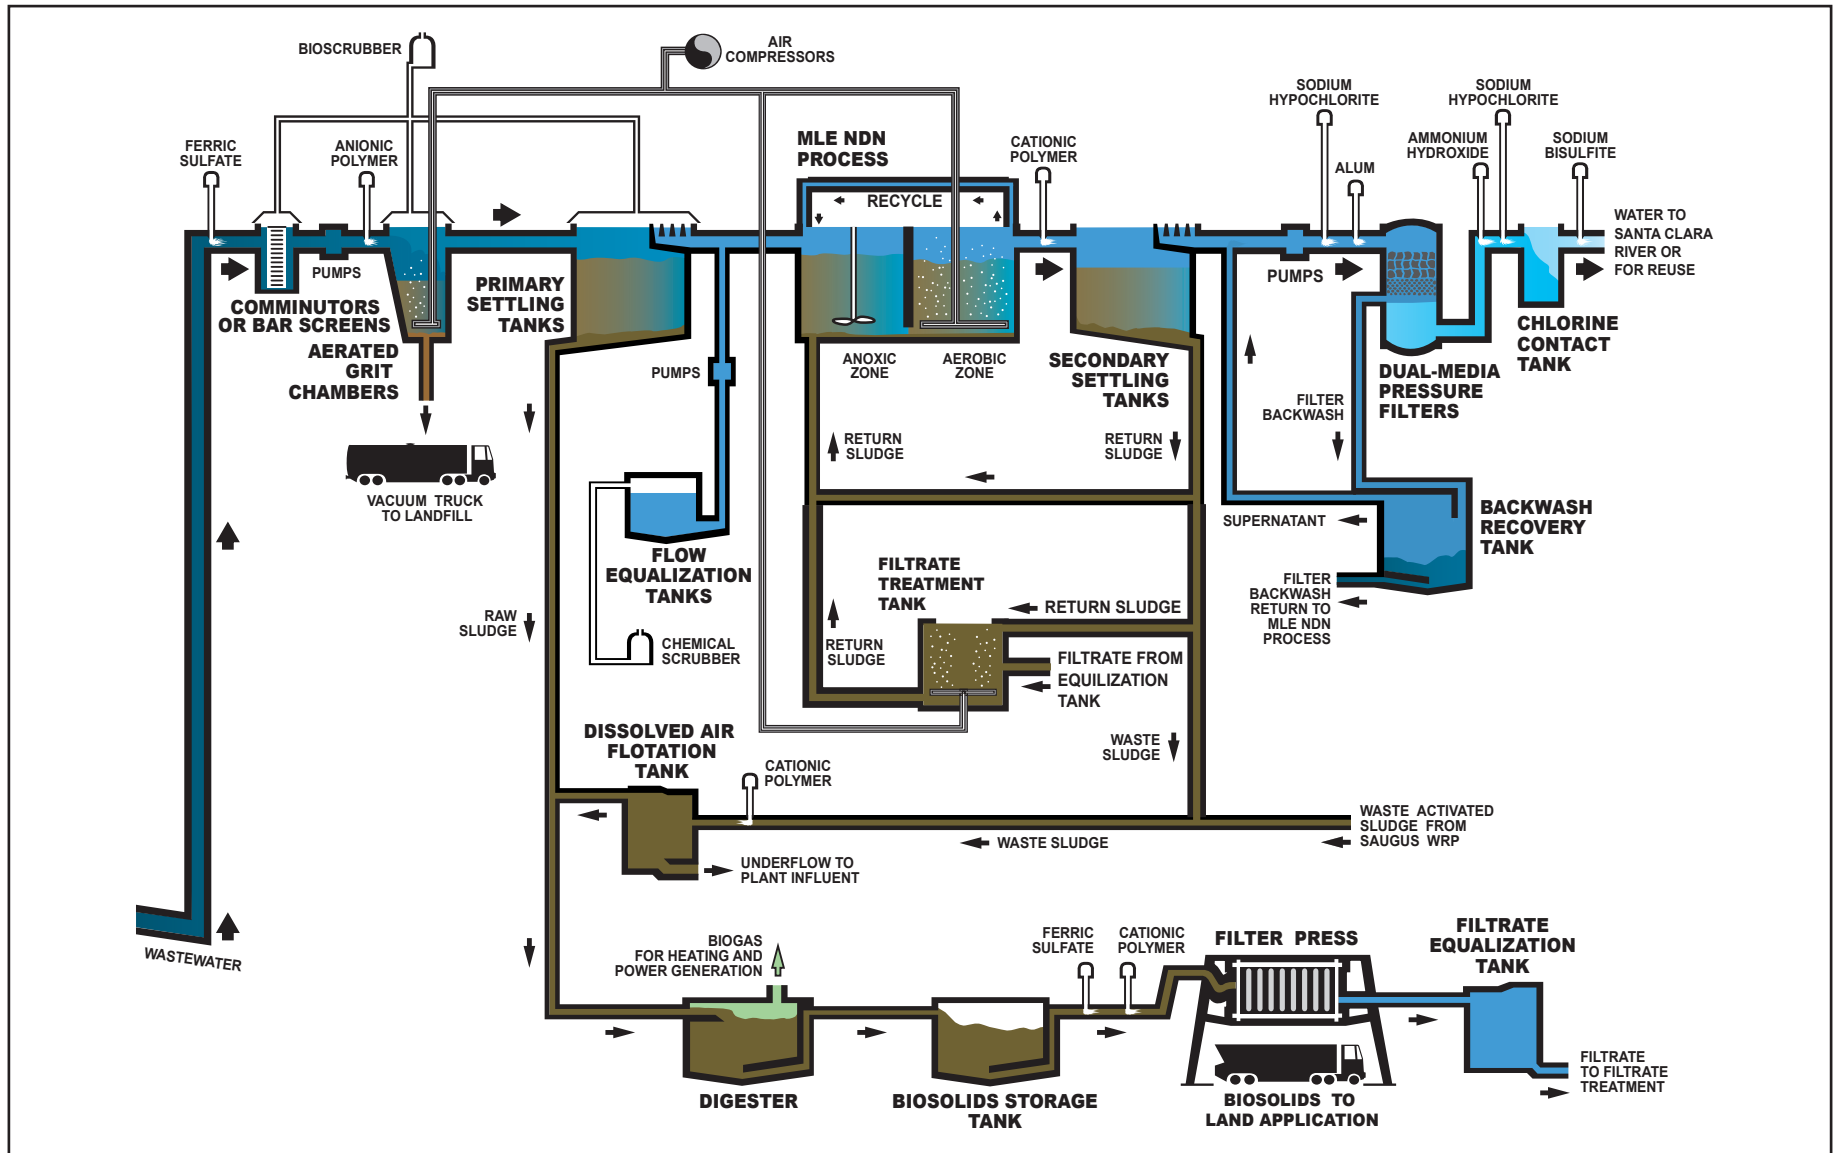 BIOSCRUBBER
AIR
COMPRESSORS
FERRIC
SULFATE
ANIONIC
POLYMER
MLE NDN
PROCESS
CATIONIC
POLYMER
SODIUM
HYPOCHLORITE
SODIUM
HYPOCHLORITE
AMMONIUM
HYDROXIDE
SODIUM
BISULFITE
ALUM
RECYCLE
WATER TO
SANTA CLARA
RIVER OR
FOR REUSE
PUMPS
PUMPS
COMMINUTORS
OR BAR SCREENS
PRIMARY
SETTLING
TANKS
AERATED
GRIT
CHAMBERS
PUMPS
ANOXIC
ZONE
AEROBIC
ZONE
SECONDARY
SETTLING
TANKS
CHLORINE
CONTACT
TANK
DUAL-MEDIA
PRESSURE
FILTERS
FILTER
BACKWASH
RETURN
SLUDGE
RETURN
SLUDGE
VACUUM TRUCK
TO LANDFILL
SUPERNATANT
BACKWASH
RECOVERY
TANK
FLOW
EQUALIZATION
TANKS
FILTRATE
TREATMENT
TANK
FILTER
BACKWASH
RETURN TO
MLE NDN
PROCESS
RAW
SLUDGE
CHEMICAL
SCRUBBER
RETURN
SLUDGE
RETURN SLUDGE
FILTRATE FROM
EQUILIZATION
TANK
DISSOLVED AIR
FLOTATION
TANK
CATIONIC
POLYMER
WASTE
SLUDGE
WASTE SLUDGE
WASTE ACTIVATED
SLUDGE FROM
SAUGUS WRP
UNDERFLOW TO
PLANT INFLUENT
WASTEWATER
BIOGAS
FOR HEATING AND
POWER GENERATION
FERRIC
SULFATE
CATIONIC
POLYMER
FILTER PRESS
FILTRATE
EQUALIZATION
TANK
DIGESTER
BIOSOLIDS STORAGE
TANK
BIOSOLIDS TO
LAND APPLICATION
FILTRATE
TO FILTRATE
TREATMENT